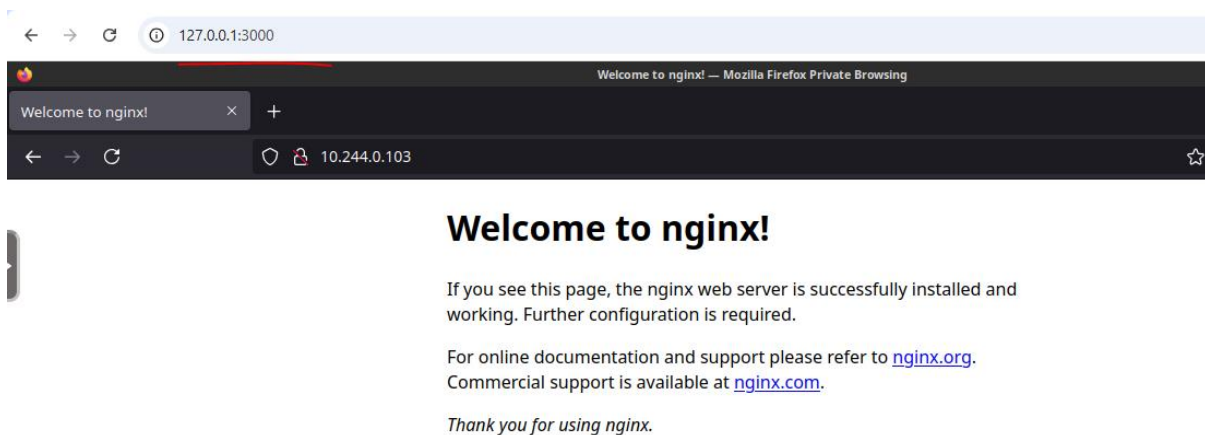 127.0.0.1:3000
Welcome to nginx! — Mozilla Firefox Private Browsing
Welcome to nginx!
10.244.0.103
Welcome to nginx!
If you see this page, the nginx web server is successfully installed and
working. Further configuration is required.
For online documentation and support please refer to nginx.org.
Commercial support is available at nginx.com.
Thank you for using nginx.